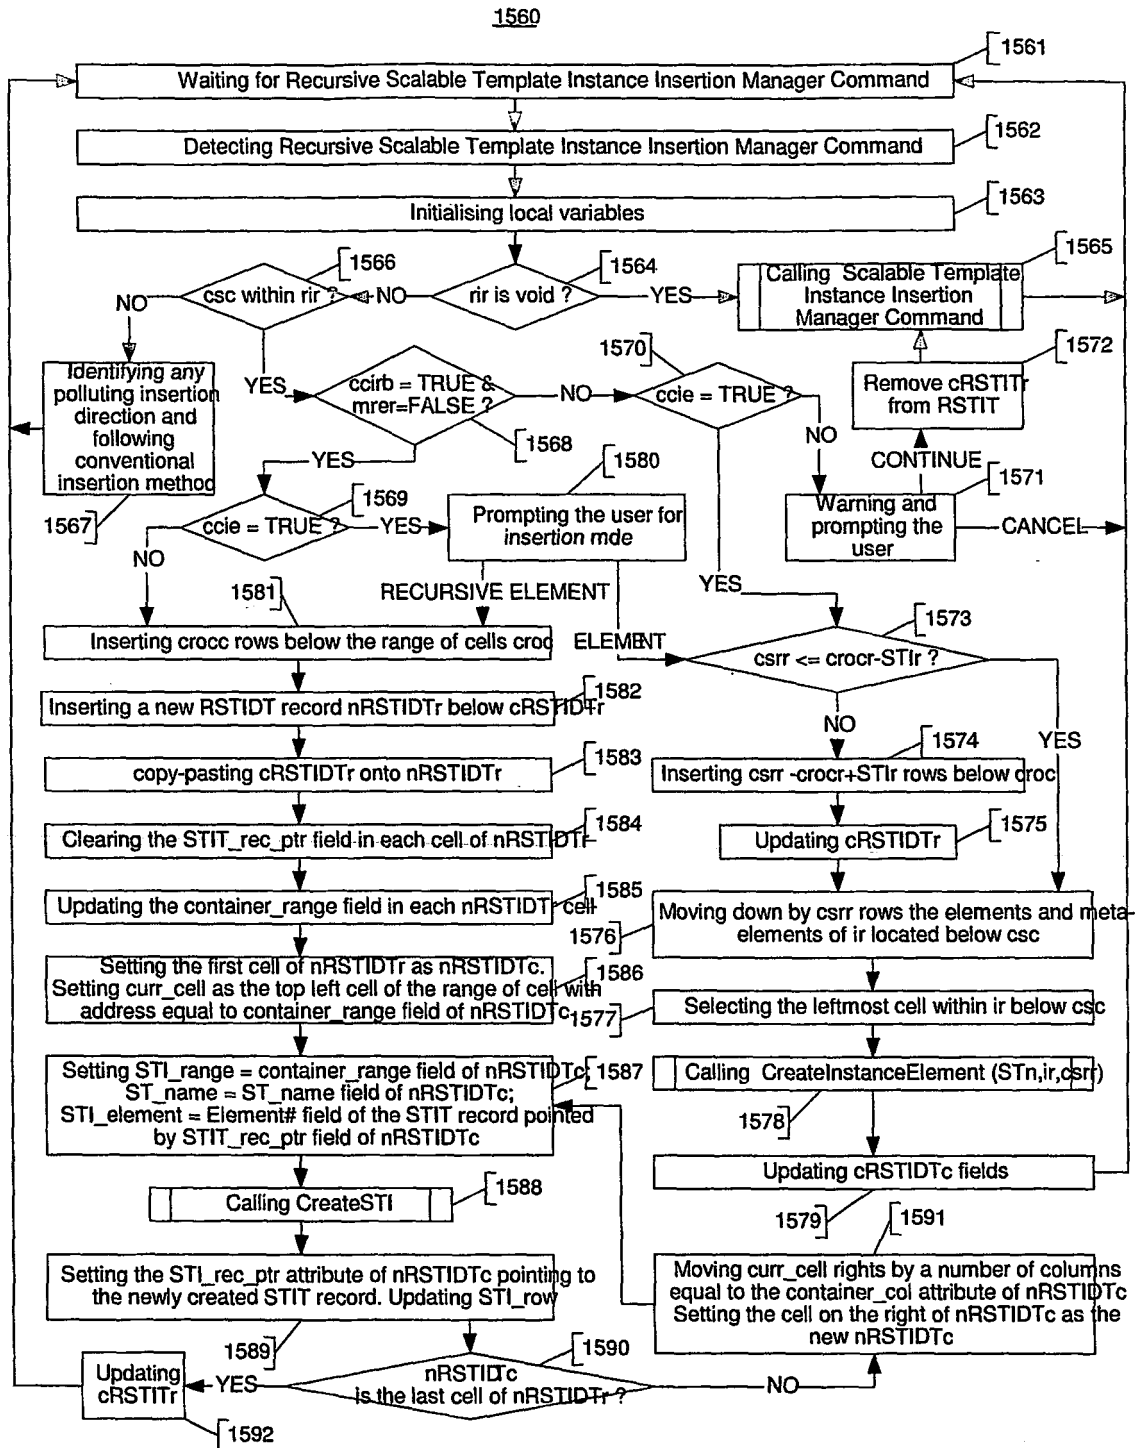 1560
1561
Waiting for Recursive Scalable Template Instance Insertion Manager Command
1562
Detecting Recursive Scalable Template Instance Insertion Manager Command
1563
Initialising local variables
1566
csc within rir ?
NO
1564
rir is void ?
YES
1565
Calling Scalable Template
Instance Insertion
Manager Command
NO
Identifying any
polluting insertion
direction and
following
conventional
insertion method
1567
YES
ccirb = TRUE &
mrer=FALSE ?
1568
NO
1570
ccie = TRUE ?
1572
Remove cRSTITr
from RSTIT
NO
CONTINUE
1571
Warning and
prompting the
user
CANCEL
YES
1569
ccie = TRUE ?
YES
1580
Prompting the user for
insertion mde
NO
YES
1581
RECURSIVE ELEMENT
ELEMENT
1573
csrr <= crocr-STIr ?
Inserting crocc rows below the range of cells croc
1582
Inserting a new RSTIDT record nRSTIDTr below cRSTIDTr
NO
YES
1574
Inserting csrr -crocr+STIr rows below croc
1583
copy-pasting cRSTIDTr onto nRSTIDTr
1575
Updating cRSTIDTr
1584
Clearing the STIT_rec_ptr field in each cell of nRSTIDTr
1585
Updating the container_range field in each nRSTIDT cell
Moving down by csrr rows the elements and meta-
elements of ir located below csc
1576
1586
Setting the first cell of nRSTIDTr as nRSTIDTc.
Setting curr_cell as the top left cell of the range of cell with
address equal to container_range field of nRSTIDTc
1577
Selecting the leftmost cell within ir below csc
1587
Setting STI_range = container_range field of nRSTIDTc;
ST_name = ST_name field of nRSTIDTc;
STI_element = Element# field of the STIT record pointed
by STIT_rec_ptr field of nRSTIDTc
Calling CreateInstanceElement (STn,ir,csrr)
1578
Updating cRSTIDTc fields
1579
1588
Calling CreateSTI
1591
Moving curr_cell rights by a number of columns
equal to the container_col attribute of nRSTIDTc
Setting the cell on the right of nRSTIDTc as the
new nRSTIDTc
Setting the STI_rec_ptr attribute of nRSTIDTc pointing to
the newly created STIT record. Updating STI_row
1589
1590
nRSTIDTc
is the last cell of nRSTIDTr ?
NO
YES
Updating
cRSTITr
1592